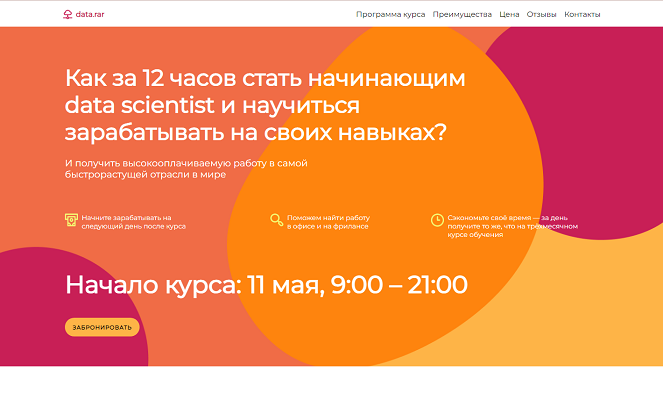 data.rar
Программа курса Преимущества Цена Отзывы Контакты
Как за 12 часов стать начинающим
data scientist и научиться
зарабатывать на своих навыках?
И получить высокооплачиваемую работу в самой
быстрорастущей отрасли в мире
Начните зарабатывать на
следующий день после курса
Поможем найти работу
в офисе и на фрилансе
Сэкономьте своё время — за день
получите то же, что на трехмесячном
курсе обучения
Начало курса: 11 мая, 9:00 – 21:00
ЗАБРОНИРОВАТЬ